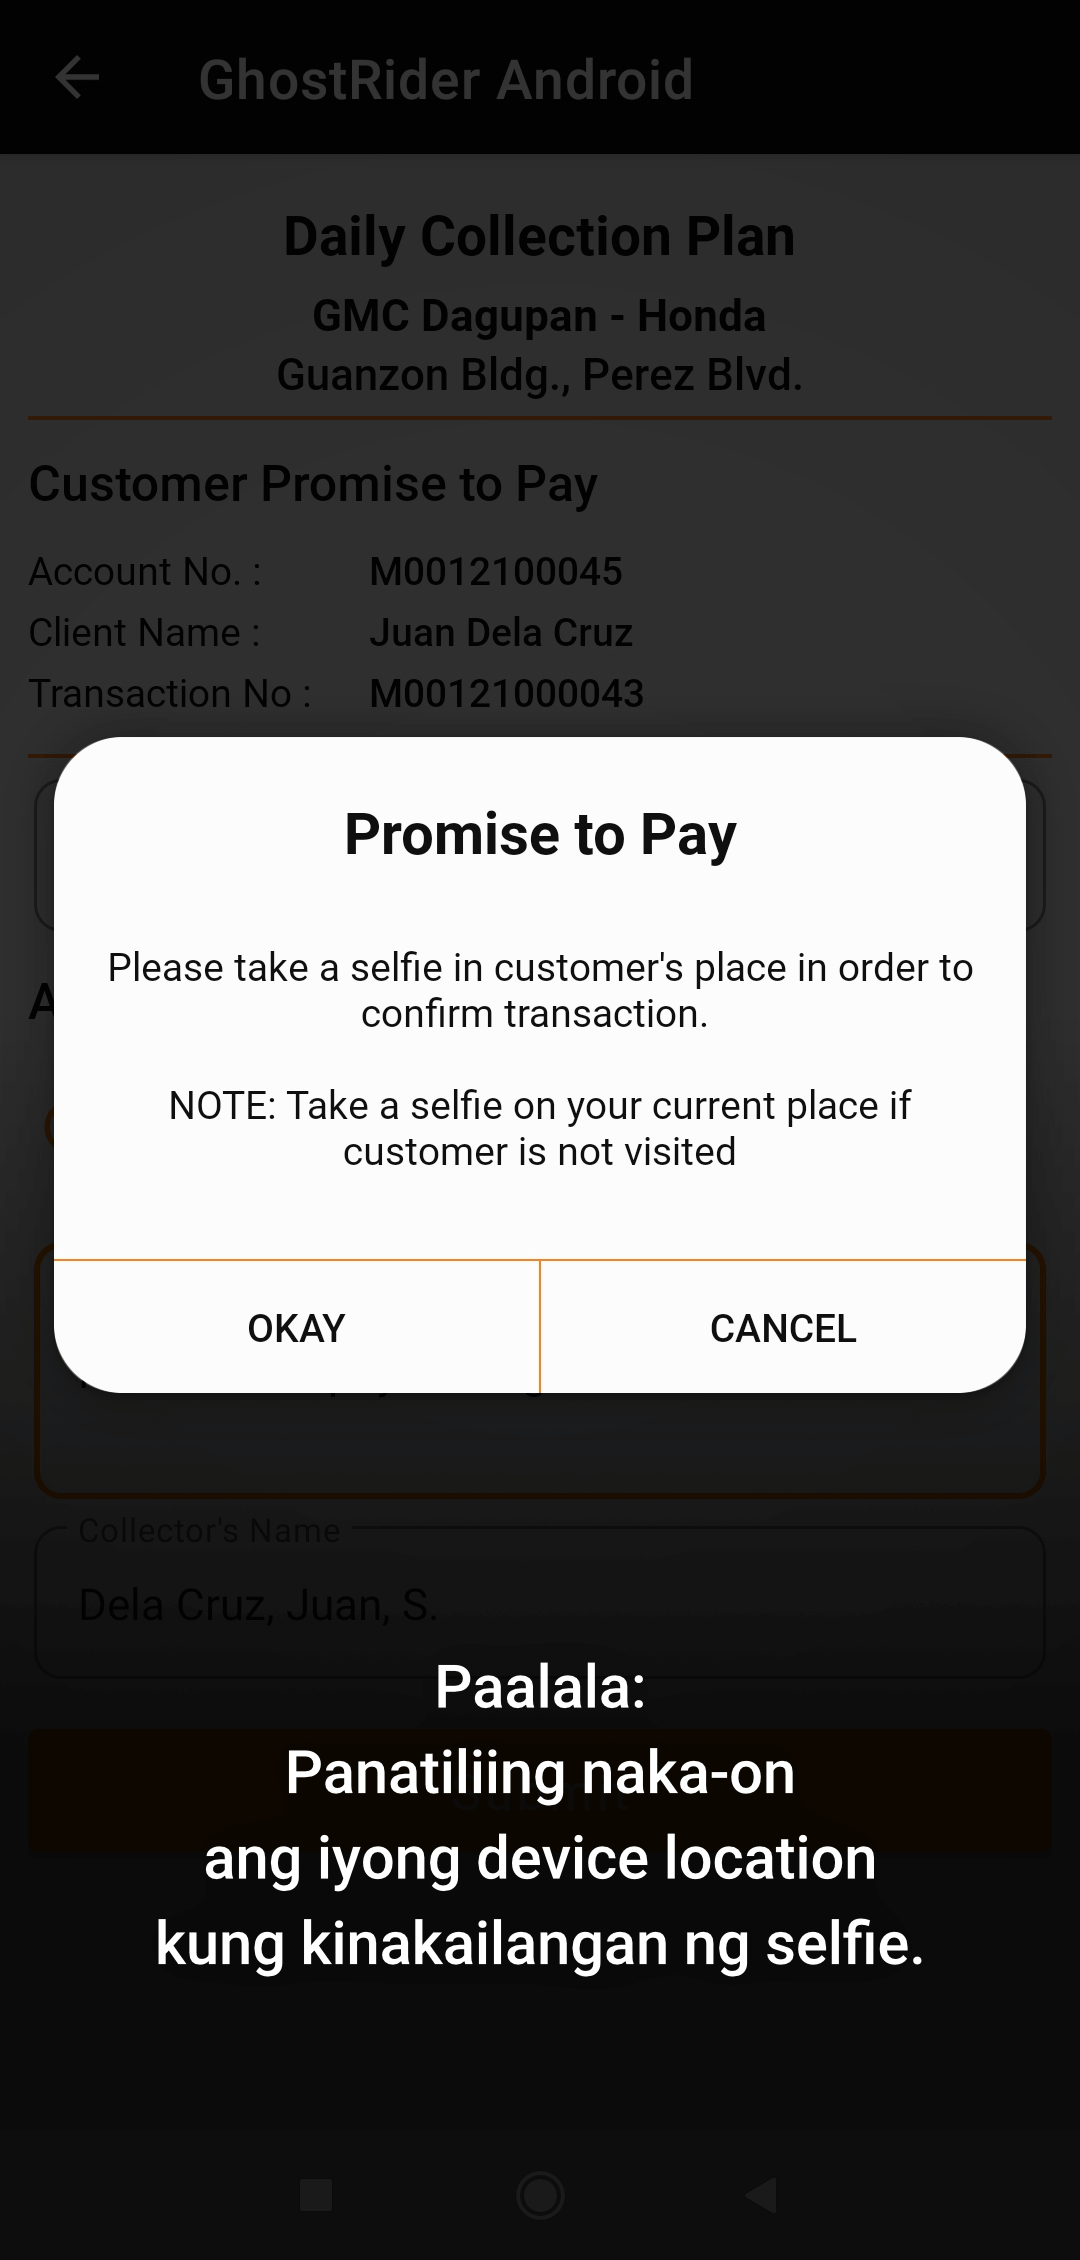 GhostRider Android
Daily Collection Plan
GMC Dagupan - Honda
Guanzon Bldg., Perez Blvd.
Customer Promise to Pay
Account No. : M0012100045
Client Name : Juan Dela Cruz
Transaction No : M00121000043
Promise to Pay
Please take a selfie in customer's place in order to
confirm transaction.
NOTE: Take a selfie on your current place if
customer is not visited
OKAY CANCEL
Collector's Name
Dela Cruz, Juan, S.
Paalala:
Panatiliing naka-on
ang iyong device location
kung kinakailangan ng selfie.